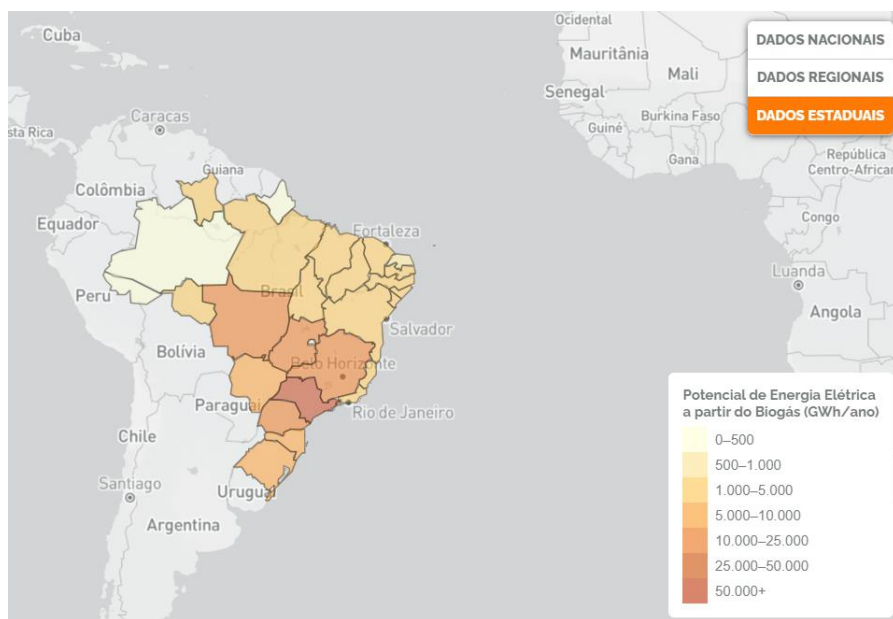 Cuba
Ocidental
Mauritânia
Mali
Senegal
Burkina Faso
Guiné
Gana
República
Centro-African
Congo
Luanda
Angola
DADOS NACIONAIS
DADOS REGIONAIS
DADOS ESTADUAIS
sta Rica
Caracas
Guiana
Colômbia
Equador
Fortaleza
Peru
Brasil
Salvador
Bolívia
Belo Horizonte
Paraguai
Rio de Janeiro
Chile
Santiago
Uruguai
Argentina
Potencial de Energia Elétrica
a partir do Biogás (GWh/ano)
0–500
500–1.000
1.000–5.000
5.000–10.000
10.000–25.000
25.000–50.000
50.000+